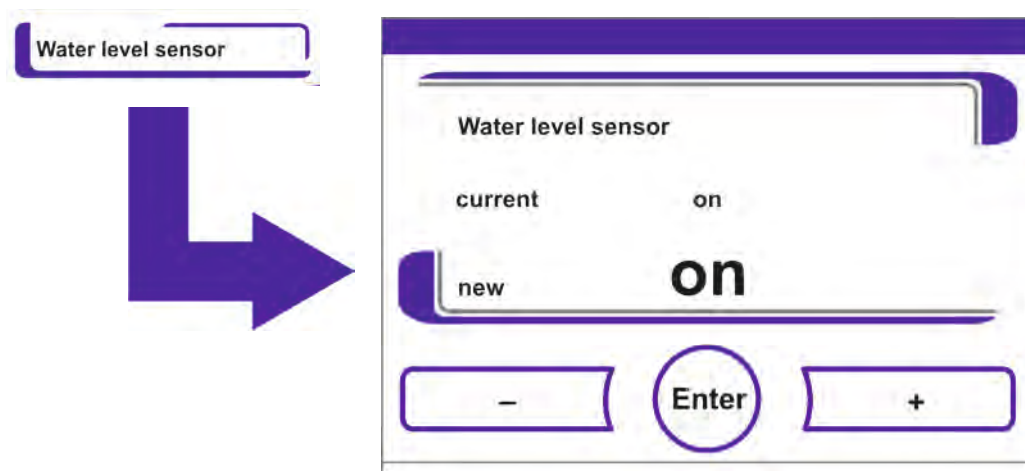 Water level sensor
Water level sensor
current on
new on
– Enter +